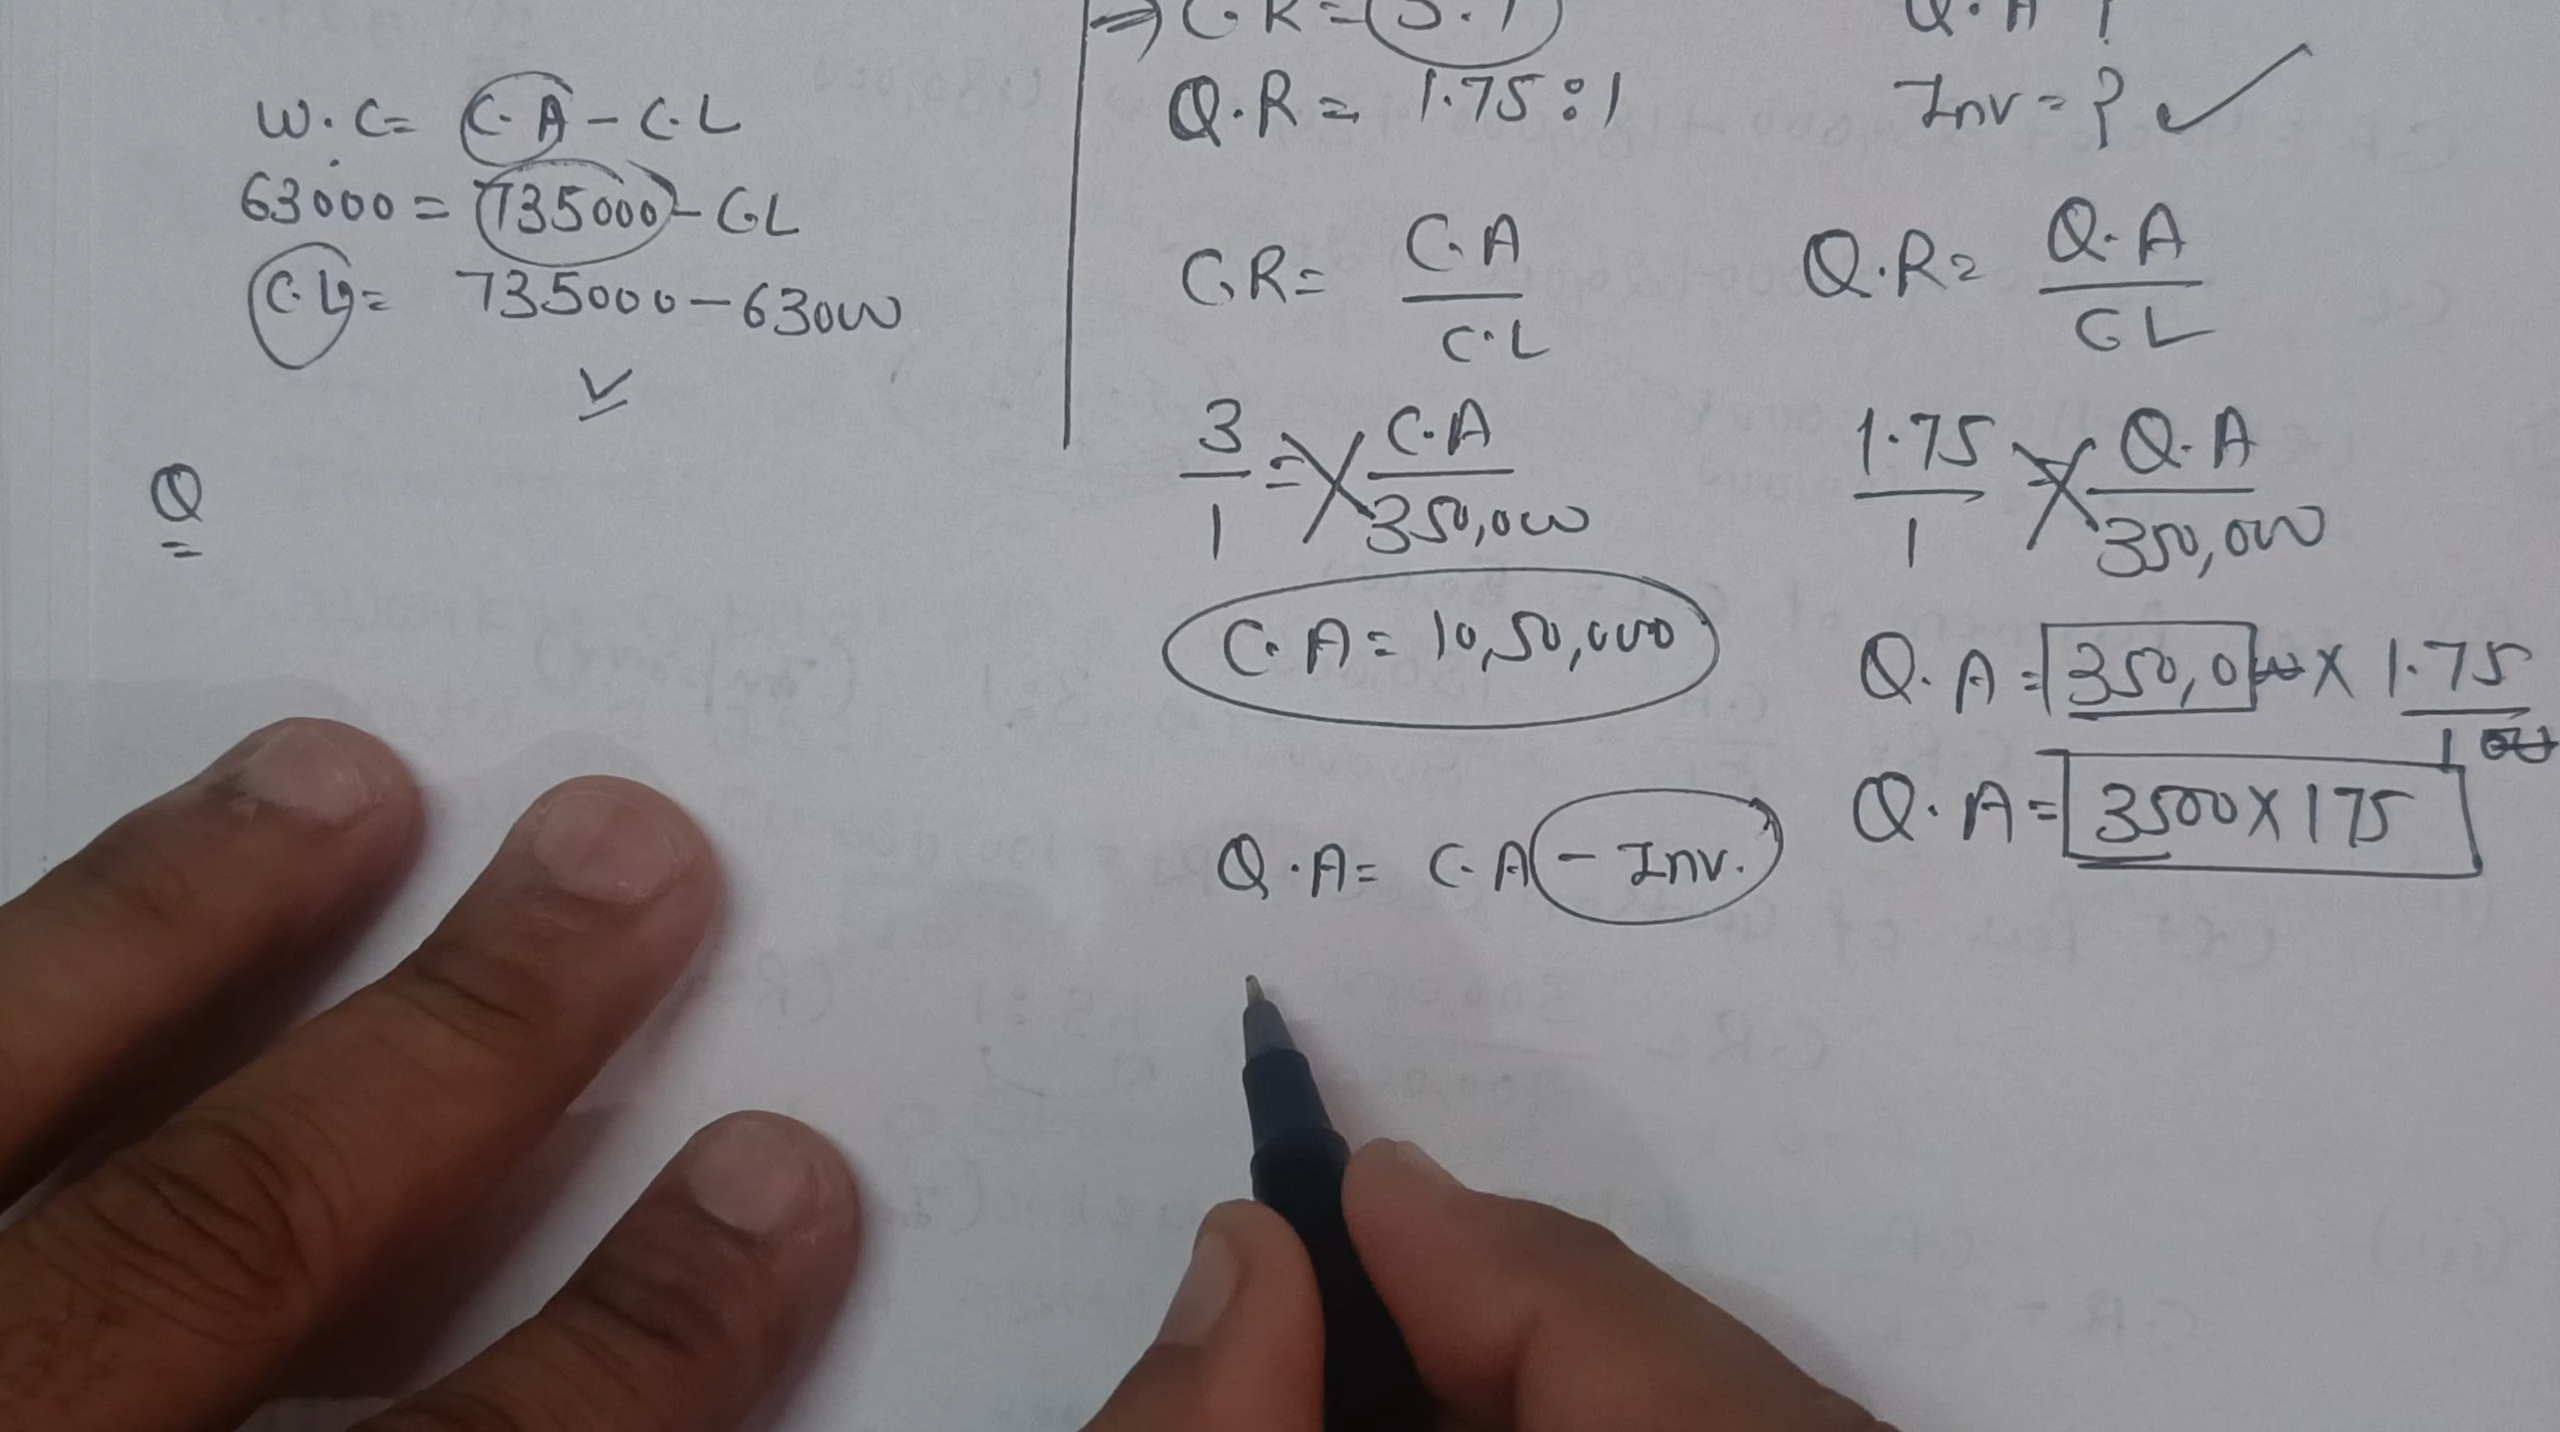 W.C = C.A - C.L
63000 = 735000 - C.L
C.L = 735000 - 63000
Q
=> C.R = 3:1
Q.R = 1.75:1
C.R = C.A / C.L
3/1 = C.A / 350,000
C.A = 10,50,000
Q.A = C.A - Inv.
Q.A ?
Inv = ? ✓
Q.R = Q.A / C.L
1.75/1 = Q.A / 350,000
Q.A = 350,000 x 1.75 / 100
Q.A = 3500 x 175